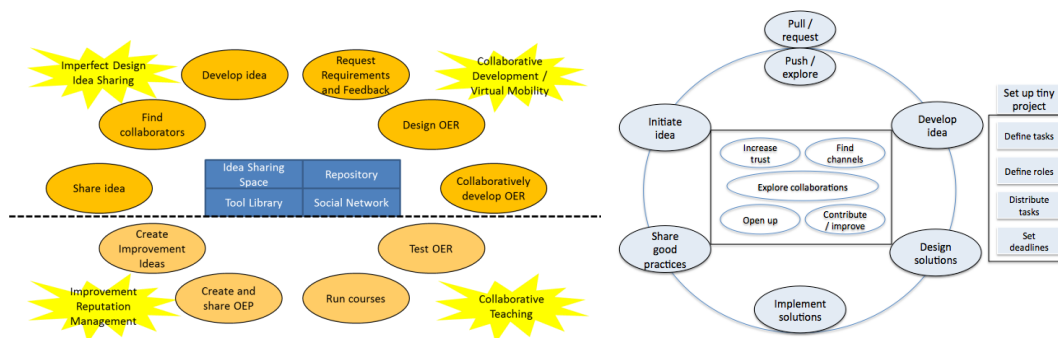 Imperfect Design
Idea Sharing
Develop idea
Request
Requirements
and Feedback
Collaborative
Development /
Virtual Mobility
Find
collaborators
Design OER
Share idea
Idea Sharing
Space
Repository
Tool Library
Social Network
Collaboratively
develop OER
Create
Improvement
Ideas
Test OER
Improvement
Reputation
Management
Create and
share OEP
Run courses
Collaborative
Teaching
Pull /
request
Push /
explore
Initiate
idea
Develop
idea
Increase
trust
Find
channels
Explore collaborations
Open up
Contribute
/ improve
Share
good
practices
Design
solutions
Implement
solutions
Set up tiny
project
Define tasks
Define roles
Distribute
tasks
Set
deadlines